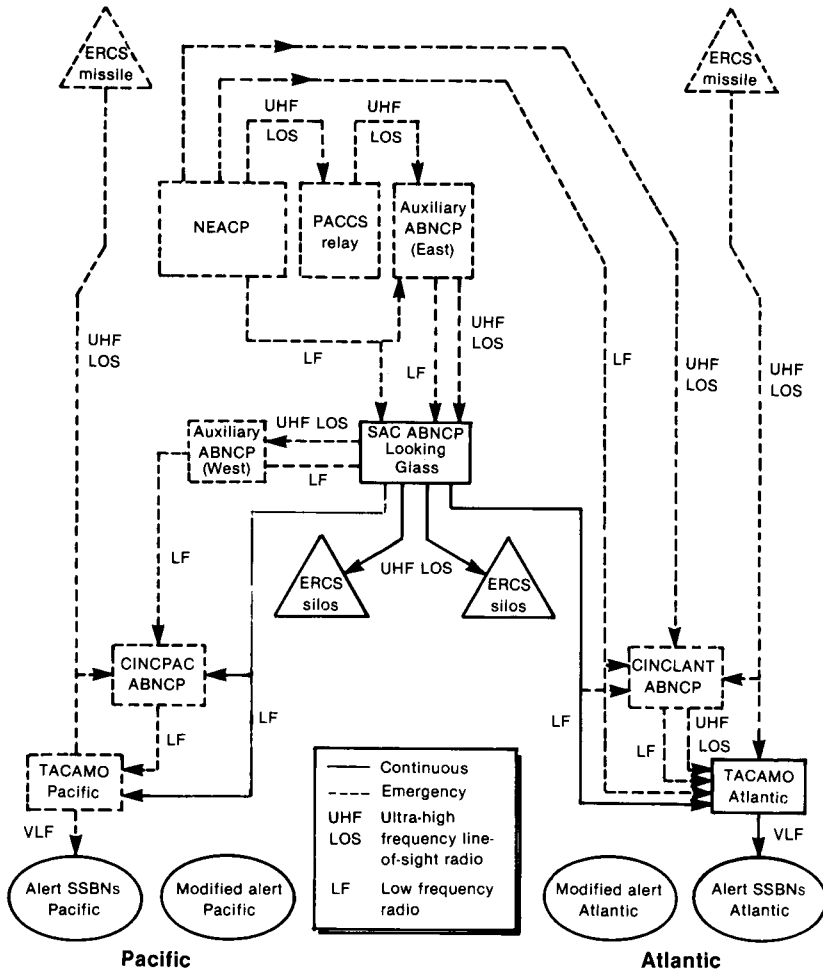 ERCS
missile
ERCS
missile
UHF
LOS
UHF
LOS
NEACP
PACCS
relay
Auxiliary
ABNCP
(East)
UHF
LOS
LF
LF
UHF
LOS
LF
UHF
LOS
UHF
LOS
Auxiliary
ABNCP
(West)
UHF LOS
LF
SAC ABNCP
Looking
Glass
LF
ERCS
silos
UHF LOS
ERCS
silos
CINCPAC
ABNCP
CINCLANT
ABNCP
LF
LF
LF
LF
UHF
LOS
TACAMO
Pacific
TACAMO
Atlantic
VLF
VLF
Continuous
Emergency
UHF Ultra-high
LOS frequency line-
of-sight radio
LF Low frequency
radio
Alert SSBNs
Pacific
Modified alert
Pacific
Modified alert
Atlantic
Alert SSBNs
Atlantic
Pacific
Atlantic